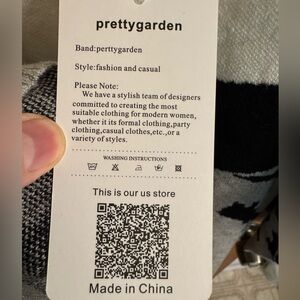 prettygarden
Band:perttygarden
Style:fashion and casual
Please Note:
We have a stylish team of designers
committed to creating the most
suitable clothing for modern women,
whether it its formal clothing,party
clothing,casual clothes,etc.,or a
variety of styles.
WASHING INSTRUCTIONS
This is our us store
Made in China